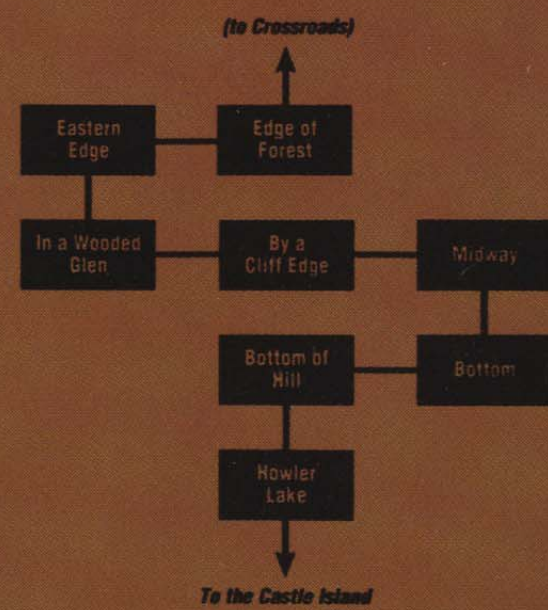 (to Crossroads)
Eastern
Edge
Edge of
Forest
In a Wooded
Glen
By a
Cliff Edge
Midway
Bottom of
Hill
Bottom
Howler
Lake
To the Castle Island